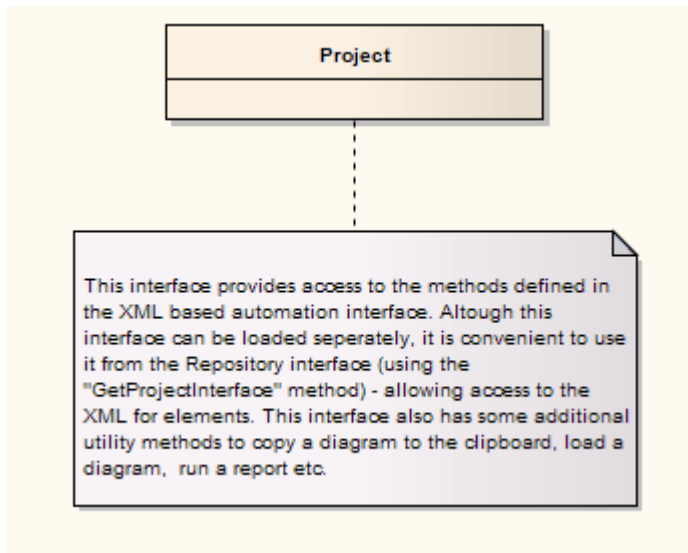 Project
This interface provides access to the methods defined in
the XML based automation interface. Altough this
interface can be loaded seperately, it is convenient to use
it from the Repository interface (using the
"GetProjectInterface" method) - allowing access to the
XML for elements. This interface also has some additional
utility methods to copy a diagram to the clipboard, load a
diagram,  run a report etc.